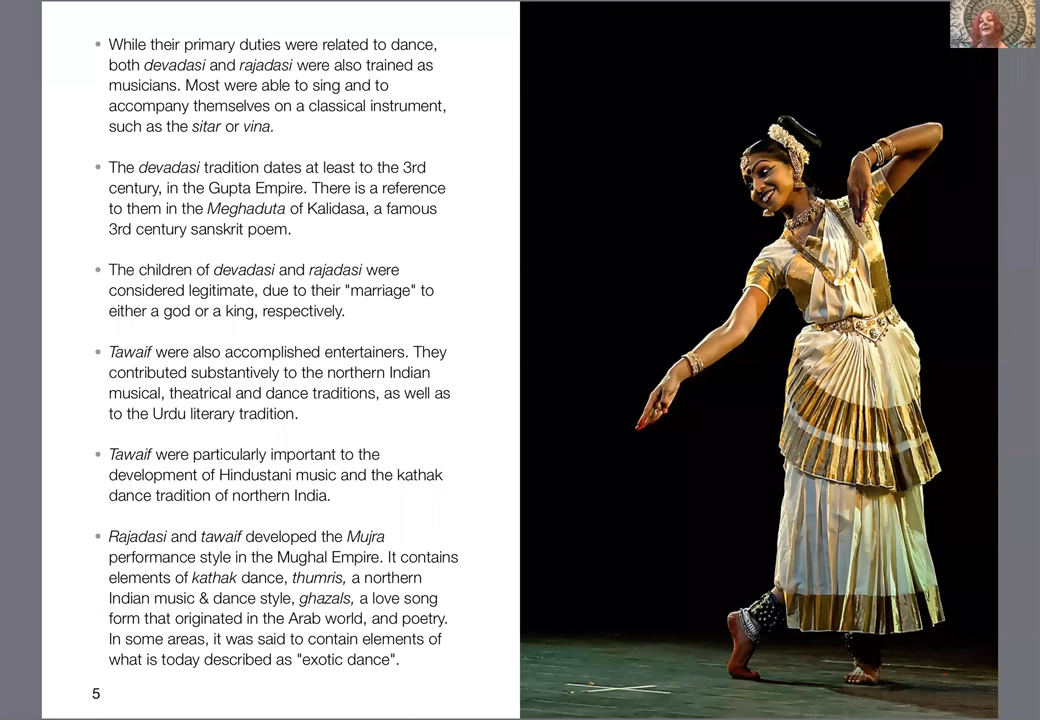 • While their primary duties were related to dance,
both devadasi and rajadasi were also trained as
musicians. Most were able to sing and to
accompany themselves on a classical instrument,
such as the sitar or vina.
• The devadasi tradition dates at least to the 3rd
century, in the Gupta Empire. There is a reference
to them in the Meghaduta of Kalidasa, a famous
3rd century sanskrit poem.
• The children of devadasi and rajadasi were
considered legitimate, due to their "marriage" to
either a god or a king, respectively.
• Tawaif were also accomplished entertainers. They
contributed substantively to the northern Indian
musical, theatrical and dance traditions, as well as
to the Urdu literary tradition.
• Tawaif were particularly important to the
development of Hindustani music and the kathak
dance tradition of northern India.
• Rajadasi and tawaif developed the Mujra
performance style in the Mughal Empire. It contains
elements of kathak dance, thumris, a northern
Indian music & dance style, ghazals, a love song
form that originated in the Arab world, and poetry.
In some areas, it was said to contain elements of
what is today described as "exotic dance".
5